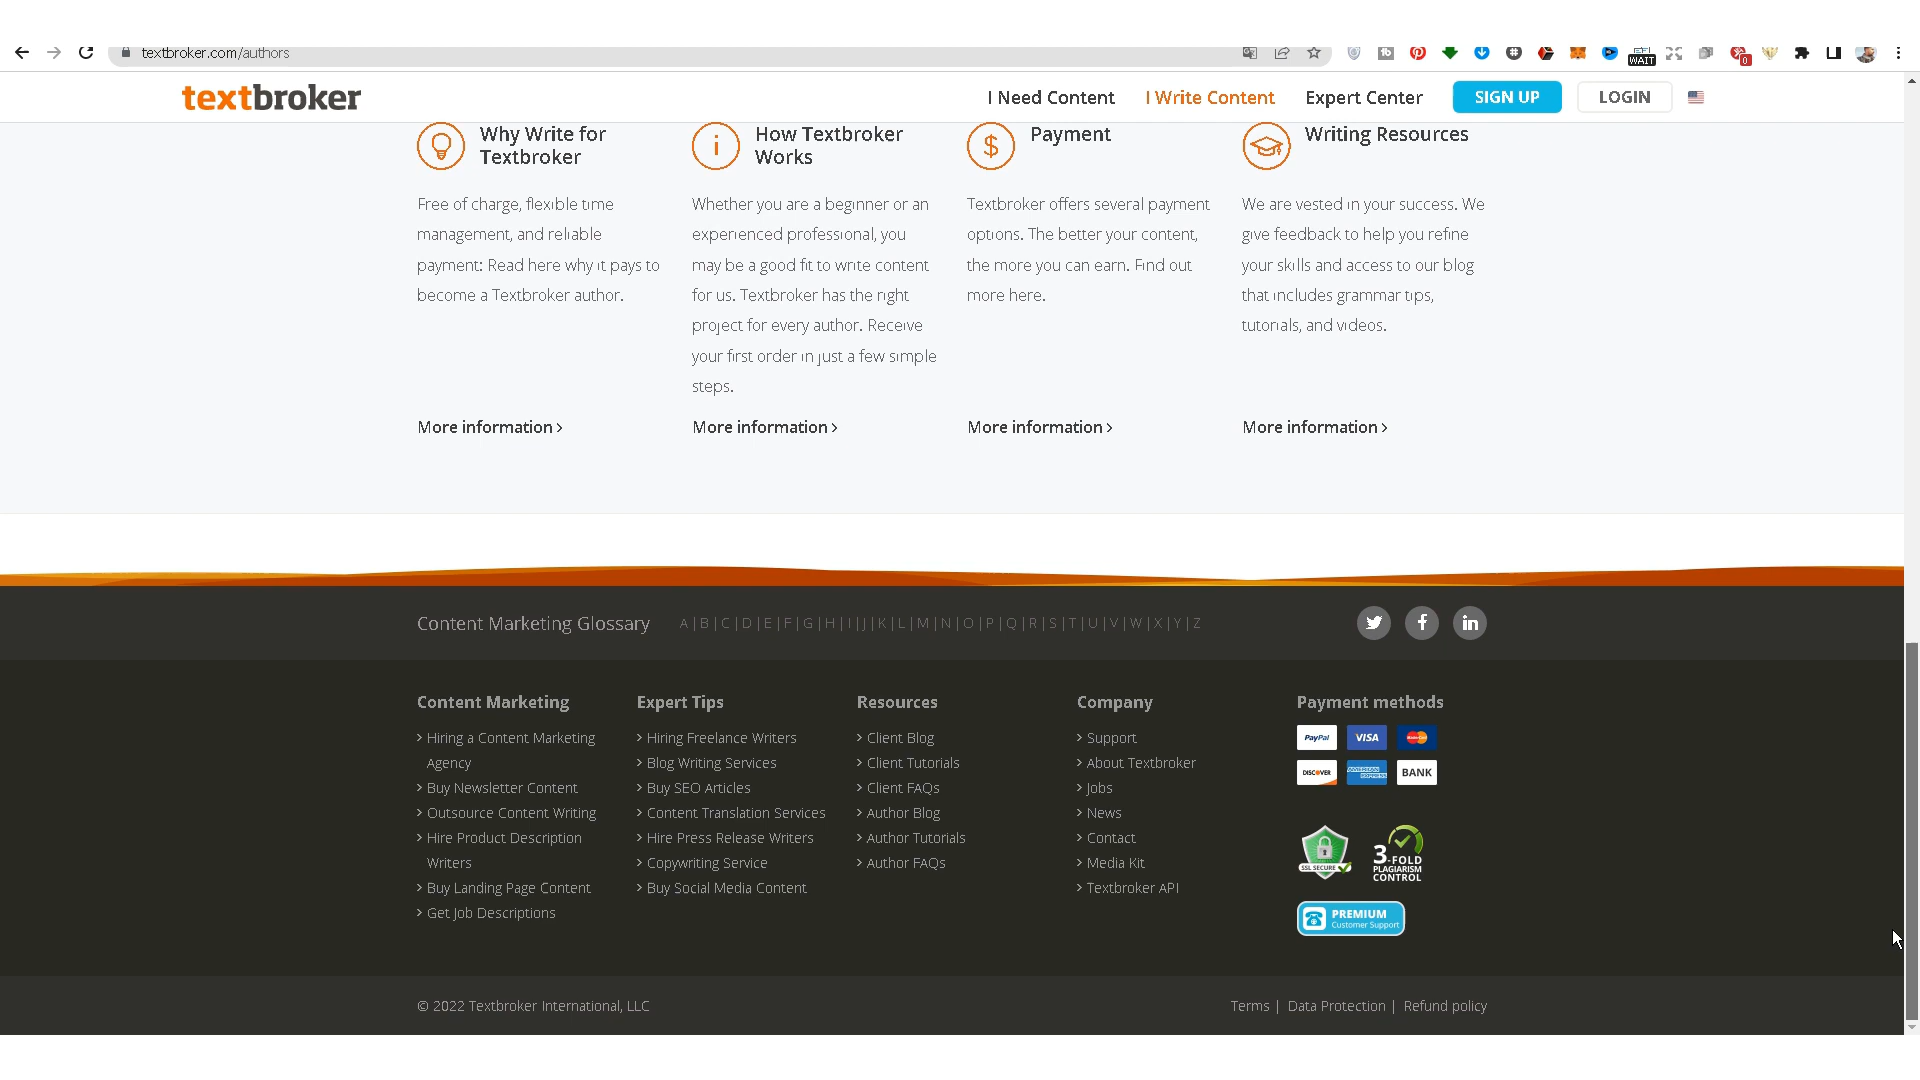 textbroker.com/authors
WAIT
0
textbroker
I Need Content
I Write Content
Expert Center
SIGN UP
LOGIN
Why Write for
Textbroker
Free of charge, flexible time
management, and reliable
payment: Read here why it pays to
become a Textbroker author.
More information >
How Textbroker
Works
Whether you are a beginner or an
experienced professional, you
may be a good fit to write content
for us. Textbroker has the right
project for every author. Receive
your first order in just a few simple
steps.
More information >
Payment
Textbroker offers several payment
options. The better your content,
the more you can earn. Find out
more here.
More information >
Writing Resources
We are vested in your success. We
give feedback to help you refine
your skills and access to our blog
that includes grammar tips,
tutorials, and videos.
More information >
Content Marketing Glossary
A | B | C | D | E | F | G | H | I | J | K | L | M | N | O | P | Q | R | S | T | U | V | W | X | Y | Z
Content Marketing
> Hiring a Content Marketing
Agency
> Buy Newsletter Content
> Outsource Content Writing
> Hire Product Description
Writers
> Buy Landing Page Content
> Get Job Descriptions
Expert Tips
> Hiring Freelance Writers
> Blog Writing Services
> Buy SEO Articles
> Content Translation Services
> Hire Press Release Writers
> Copywriting Service
> Buy Social Media Content
Resources
> Client Blog
> Client Tutorials
> Client FAQs
> Author Blog
> Author Tutorials
> Author FAQs
Company
> Support
> About Textbroker
> Jobs
> News
> Contact
> Media Kit
> Textbroker API
Payment methods
PayPal
VISA
MasterCard
DISCOVER
AMERICAN EXPRESS
BANK
SSL SECURE
3-FOLD
PLAGIARISM
CONTROL
PREMIUM
Customer Support
© 2022 Textbroker International, LLC
Terms | Data Protection | Refund policy